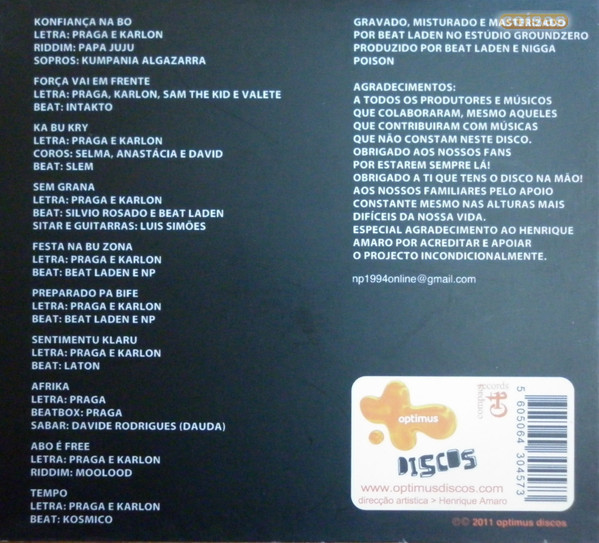 KONFIANÇA NA BO
LETRA: PRAGA E KARLON
RIDDIM: PAPA JUJU
SOPROS: KUMPANIA ALGAZARRA
FORÇA VAI EM FRENTE
LETRA: PRAGA, KARLON, SAM THE KID E VALETE
BEAT: INTAKTO
KA BU KRY
LETRA: PRAGA E KARLON
COROS: SELMA, ANASTÁCIA E DAVID
BEAT: SLEM
SEM GRANA
LETRA: PRAGA E KARLON
BEAT: SILVIO ROSADO E BEAT LADEN
SITAR E GUITARRAS: LUIS SIMÕES
FESTA NA BU ZONA
LETRA: PRAGA E KARLON
BEAT: BEAT LADEN E NP
PREPARADO PA BIFE
LETRA: PRAGA E KARLON
BEAT: BEAT LADEN E NP
SENTIMENTU KLARU
LETRA: PRAGA E KARLON
BEAT: LATON
AFRIKA
LETRA: PRAGA
BEATBOX: PRAGA
SABAR: DAVIDE RODRIGUES (DAUDA)
ABO É FREE
LETRA: PRAGA E KARLON
RIDDIM: MOOLOOD
TEMPO
LETRA: PRAGA E KARLON
BEAT: KOSMICO
GRAVADO, MISTURADO E MASTERIZADO
POR BEAT LADEN NO ESTÚDIO GROUNDZERO
PRODUZIDO POR BEAT LADEN E NIGGA
POISON
AGRADECIMENTOS:
A TODOS OS PRODUTORES E MÚSICOS
QUE COLABORARAM, MESMO AQUELES
QUE CONTRIBUIRAM COM MÚSICAS
QUE NÃO CONSTAM NESTE DISCO.
OBRIGADO AOS NOSSOS FANS
POR ESTAREM SEMPRE LÁ!
OBRIGADO A TI QUE TENS O DISCO NA MÃO!
AOS NOSSOS FAMILIARES PELO APOIO
CONSTANTE MESMO NAS ALTURAS MAIS
DIFÍCEIS DA NOSSA VIDA.
ESPECIAL AGRADECIMENTO AO HENRIQUE
AMARO POR ACREDITAR E APOIAR
O PROJECTO INCONDICIONALMENTE.
np1994online@gmail.com
optimus
DISCOS
www.optimusdiscos.com
direcção artística > Henrique Amaro
records
5 605064 304573
©© 2011 optimus discos